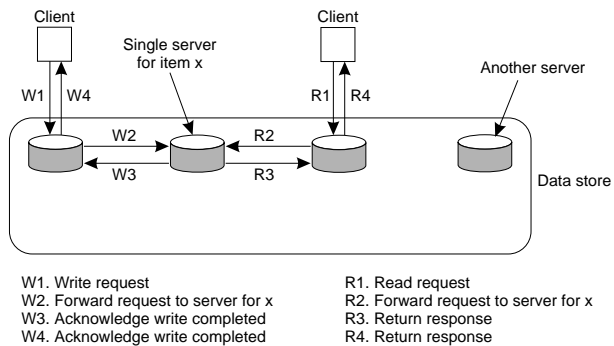 Client
Client
Single server
for item x
Another server
W1
W4
R1
R4
W2
R2
W3
R3
Data store
W1. Write request
W2. Forward request to server for x
W3. Acknowledge write completed
W4. Acknowledge write completed
R1. Read request
R2. Forward request to server for x
R3. Return response
R4. Return response